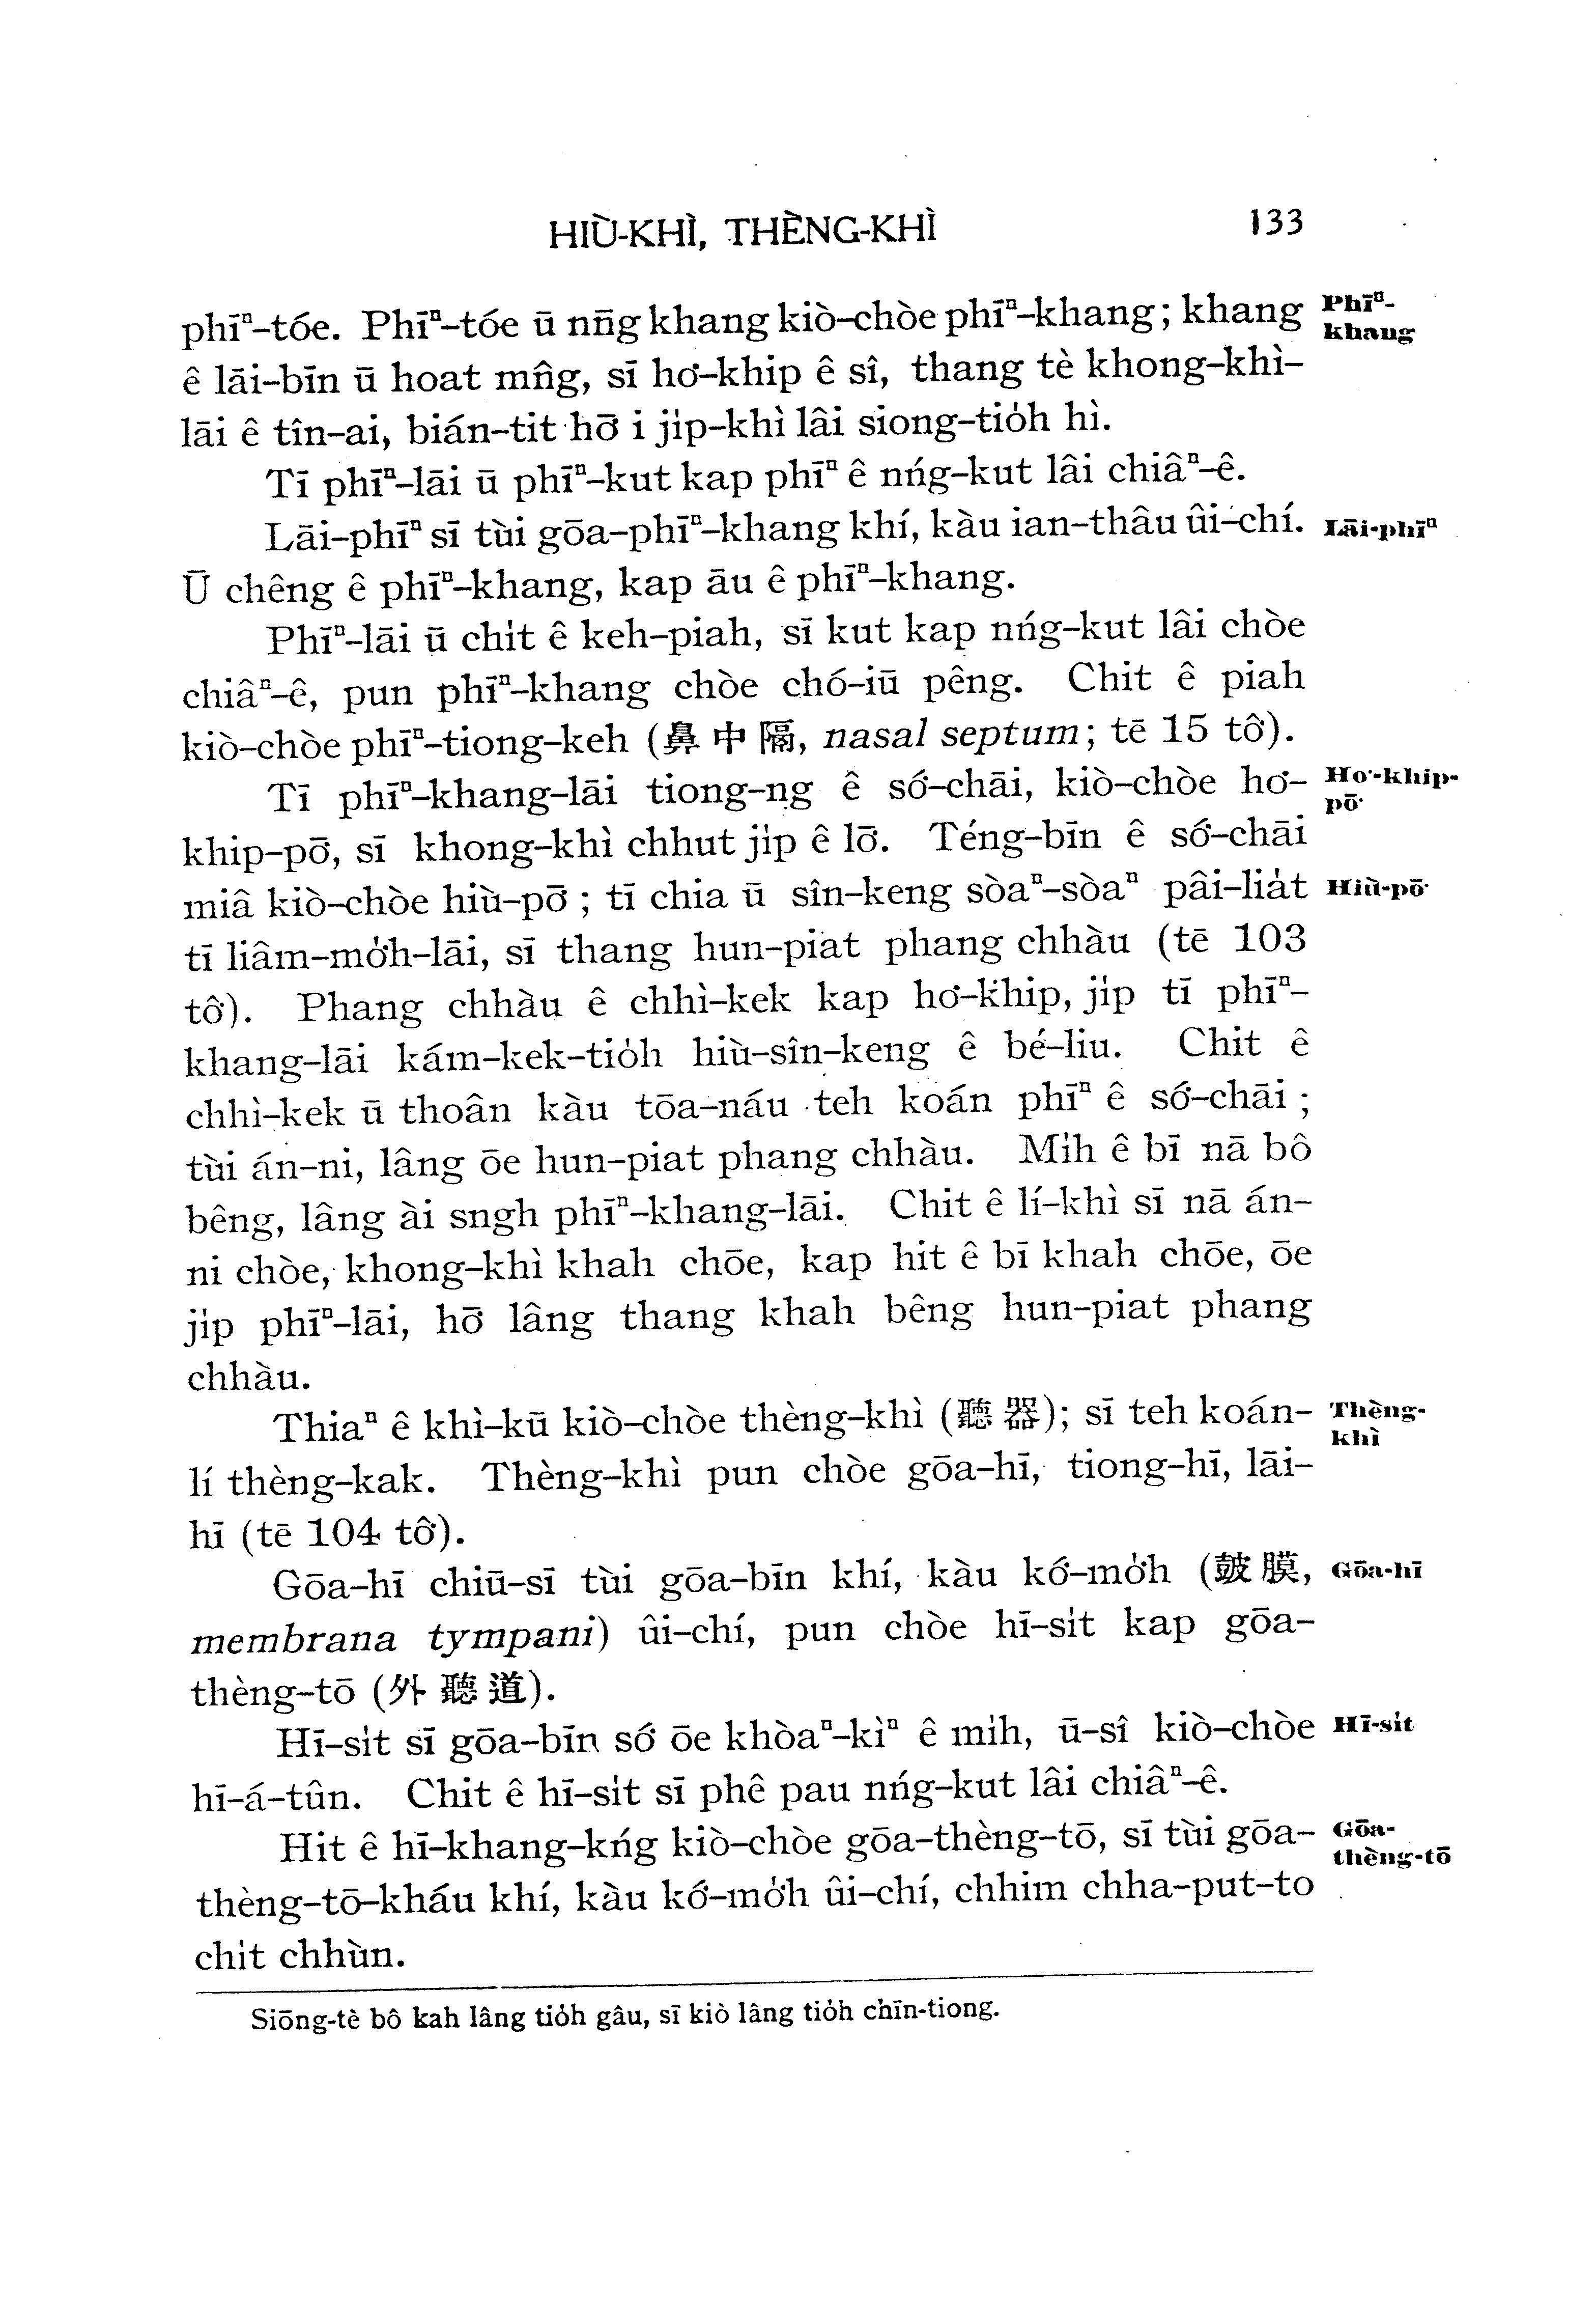 HIÙ-KHÌ, THÈNG-KHÌ 133
phīⁿ-tóe. Phīⁿ-tóe ū nn̄g khang kiò-chòe phīⁿ-khang; khang
Phīⁿ-
khang
ê lāi-bīn ū hoat mn̂g, sī ho͘-khip ê sî, thang tè khong-khì-
lāi ê tîn-ai, bián-tit hō͘ i ji̍p-khì lâi siong-tio̍h hì.
Tī phīⁿ-lāi ū phīⁿ-kut kap phīⁿ ê nńg-kut lâi chiâⁿ-ê.
Lāi-phīⁿ sī tùi gōa-phīⁿ-khang khí, kàu ian-thâu ûi-chí.
Lāi-phīⁿ
Ū chêng ê phīⁿ-khang, kap āu ê phīⁿ-khang.
Phīⁿ-lāi ū chi̍t ê keh-piah, sī kut kap nńg-kut lâi chòe
chiâⁿ-ê, pun phīⁿ-khang chòe chó-iū pêng. Chit ê piah
kiò-chòe phīⁿ-tiong-keh (鼻中隔, nasal septum; tē 15 tô͘).
Tī phīⁿ-khang-lāi tiong-ng ê só͘-chāi, kiò-chòe ho͘-
Ho͘-khip-
pō͘
khip-pō͘, sī khong-khì chhut ji̍p ê lō͘. Téng-bīn ê só͘-chāi
miâ kiò-chòe hiù-pō͘; tī chia ū sîn-keng sòaⁿ-sòaⁿ pâi-lia̍t
Hiù-pō͘
tī liâm-mo̍͘h-lāi, sī thang hun-piat phang chhàu (tē 103
tô͘). Phang chhàu ê chhì-kek kap ho͘-khip, ji̍p tī phīⁿ-
khang-lāi kám-kek-tio̍h hiù-sîn-keng ê bé-liu. Chit ê
chhì-kek ū thoân kàu tōa-náu teh koán phīⁿ ê só͘-chāi;
tùi án-ni, lâng ōe hun-piat phang chhàu. Mi̍h ê bī nā bô
bêng, lâng ài sngh phīⁿ-khang-lāi. Chit ê lí-khì sī nā án-
ni chòe, khong-khì khah chōe, kap hit ê bī khah chōe, ōe
ji̍p phīⁿ-lāi, hō͘ lâng thang khah bêng hun-piat phang
chhàu.
Thiaⁿ ê khì-kū kiò-chòe thèng-khì (聽器); sī teh koán-
Thèng-
khì
lí thèng-kak. Thèng-khì pun chòe gōa-hī, tiong-hī, lāi-
hī (tē 104 tô͘).
Gōa-hī chiū-sī tùi gōa-bīn khí, kàu kó͘-mo̍͘h (皷膜,
Gōa-hī
membrana tympani) ûi-chí, pun chòe hī-si̍t kap gōa-
thèng-tō (外聽道).
Hī-si̍t sī gōa-bīn só͘ ōe khòaⁿ-kìⁿ ê mi̍h, ū-sî kiò-chòe
Hī-si̍t
hī-á-tûn. Chit ê hī-si̍t sī phê pau nńg-kut lâi chiâⁿ-ê.
Hit ê hī-khang-kńg kiò-chòe gōa-thèng-tō, sī tùi gōa-
Gōa-
thèng-tō
thèng-tō-kháu khí, kàu kó͘-mo̍͘h ûi-chí, chhim chha-put-to
chi̍t chhùn.
Siōng-tè bô kah lâng tio̍h gâu, sī kiò lâng tio̍h chīn-tiong.